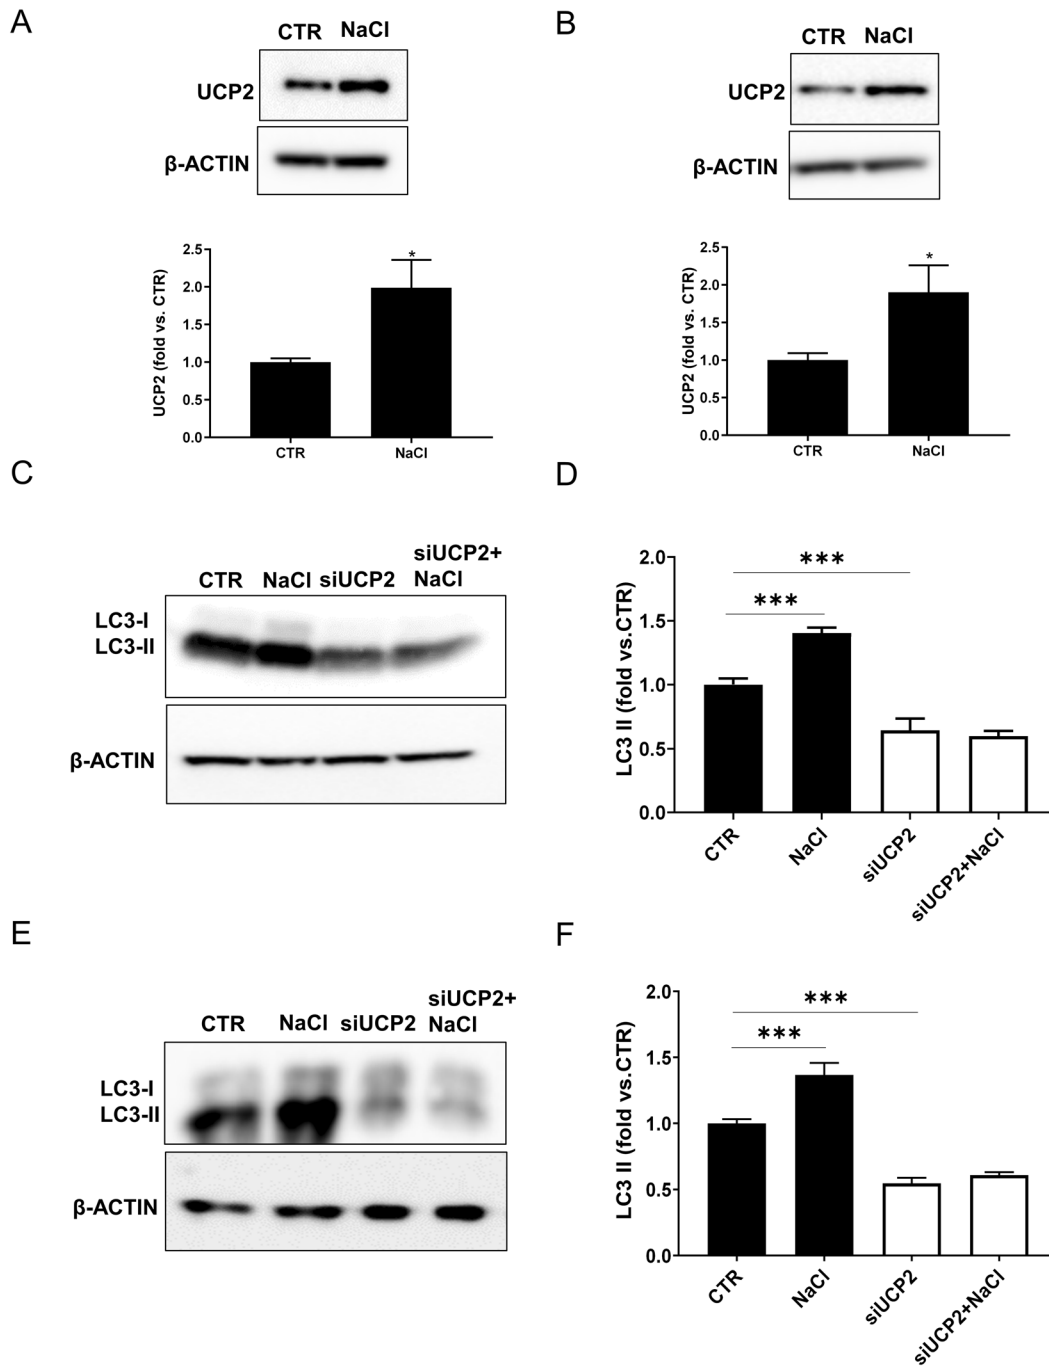 A
CTR NaCl
UCP2
β-ACTIN
UCP2 (fold vs. CTR)
2.5
2.0
1.5
1.0
0.5
0.0
*
CTR
NaCl
B
CTR NaCl
UCP2
β-ACTIN
UCP2 (fold vs. CTR)
2.5
2.0
1.5
1.0
0.5
0.0
*
CTR
NaCl
C
siUCP2+
CTR NaCl siUCP2 NaCl
LC3-I
LC3-II
β-ACTIN
D
LC3 II (fold vs.CTR)
2.0
1.5
1.0
0.5
0.0
***
***
CTR
NaCl
siUCP2
siUCP2+NaCl
E
siUCP2+
CTR NaCl siUCP2 NaCl
LC3-I
LC3-II
β-ACTIN
F
LC3 II (fold vs.CTR)
2.0
1.5
1.0
0.5
0.0
***
***
CTR
NaCl
siUCP2
siUCP2+NaCl